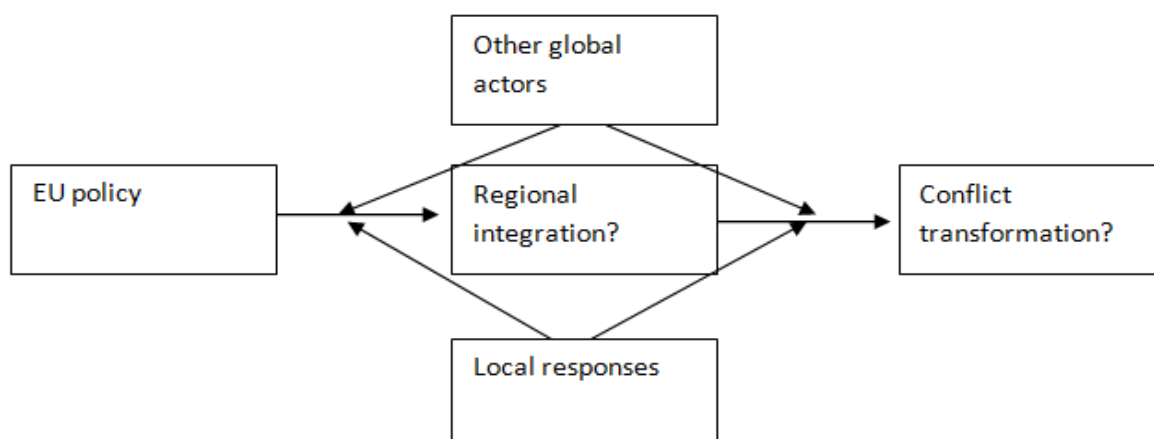 Other global
actors
EU policy
Regional
integration?
Conflict
transformation?
Local responses